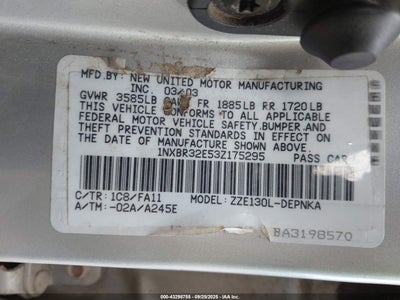 MFD.BY: NEW UNITED MOTOR MANUFACTURING
INC. 03/03
GVWR 3585LB GAWR FR 1885LB RR 1720LB
THIS VEHICLE CONFORMS TO ALL APPLICABLE
FEDERAL MOTOR VEHICLE SAFETY,BUMPER,AND
THEFT PREVENTION STANDARDS IN EFFECT ON
THE DATE OF MANUFACTURE SHOWN ABOVE.
1NXBR32E53Z175295 PASS CAR
C/TR: 1C8/FA11 MODEL: ZZE130L-DEPNKA
A/TM: -02A/A245E
BA3198570
000-43298755 - 09/29/2025 - IAA Inc.